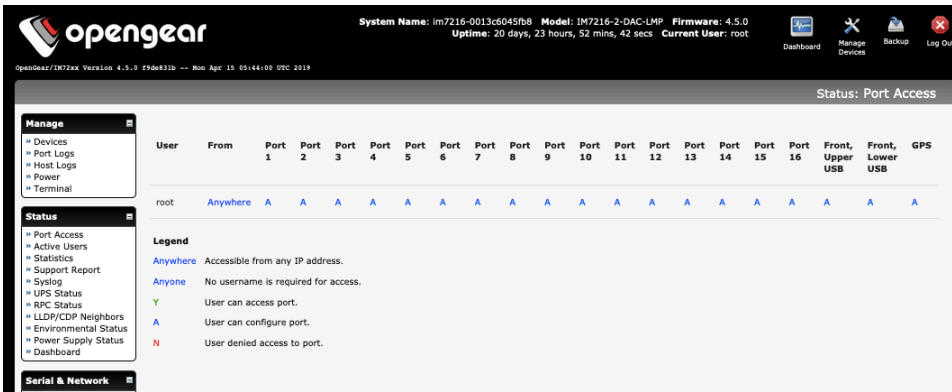 opengear
System Name: im7216-0013c6045fb8 Model: IM7216-2-DAC-LMP Firmware: 4.5.0
Uptime: 20 days, 23 hours, 52 mins, 42 secs Current User: root
Dashboard
Manage Devices
Backup
Log Out
OpenGear/IM72xx Version 4.5.0 f9de831b -- Mon Apr 15 05:44:00 UTC 2019
Status: Port Access
Manage
» Devices
» Port Logs
» Host Logs
» Power
» Terminal
Status
» Port Access
» Active Users
» Statistics
» Support Report
» Syslog
» UPS Status
» RPC Status
» LLDP/CDP Neighbors
» Environmental Status
» Power Supply Status
» Dashboard
Serial & Network
User From Port 1 Port 2 Port 3 Port 4 Port 5 Port 6 Port 7 Port 8 Port 9 Port 10 Port 11 Port 12 Port 13 Port 14 Port 15 Port 16 Front, Upper USB Front, Lower USB GPS
root Anywhere A A A A A A A A A A A A A A A A A A A
Legend
Anywhere Accessible from any IP address.
Anyone No username is required for access.
Y User can access port.
A User can configure port.
N User denied access to port.